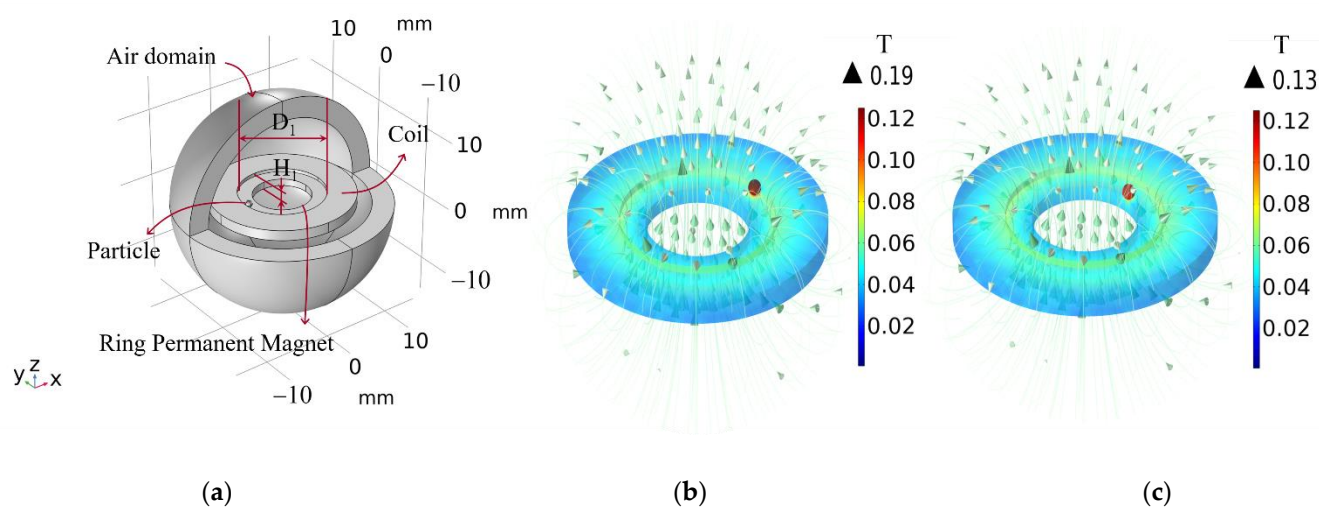 mm
10
0
−10
Air domain
D1
Coil
H1
10
0
mm
−10
Particle
Ring Permanent Magnet
10
0
mm
−10
z
y
x
T
▲ 0.19
0.12
0.10
0.08
0.06
0.04
0.02
T
▲ 0.13
0.12
0.10
0.08
0.06
0.04
0.02
(a)
(b)
(c)